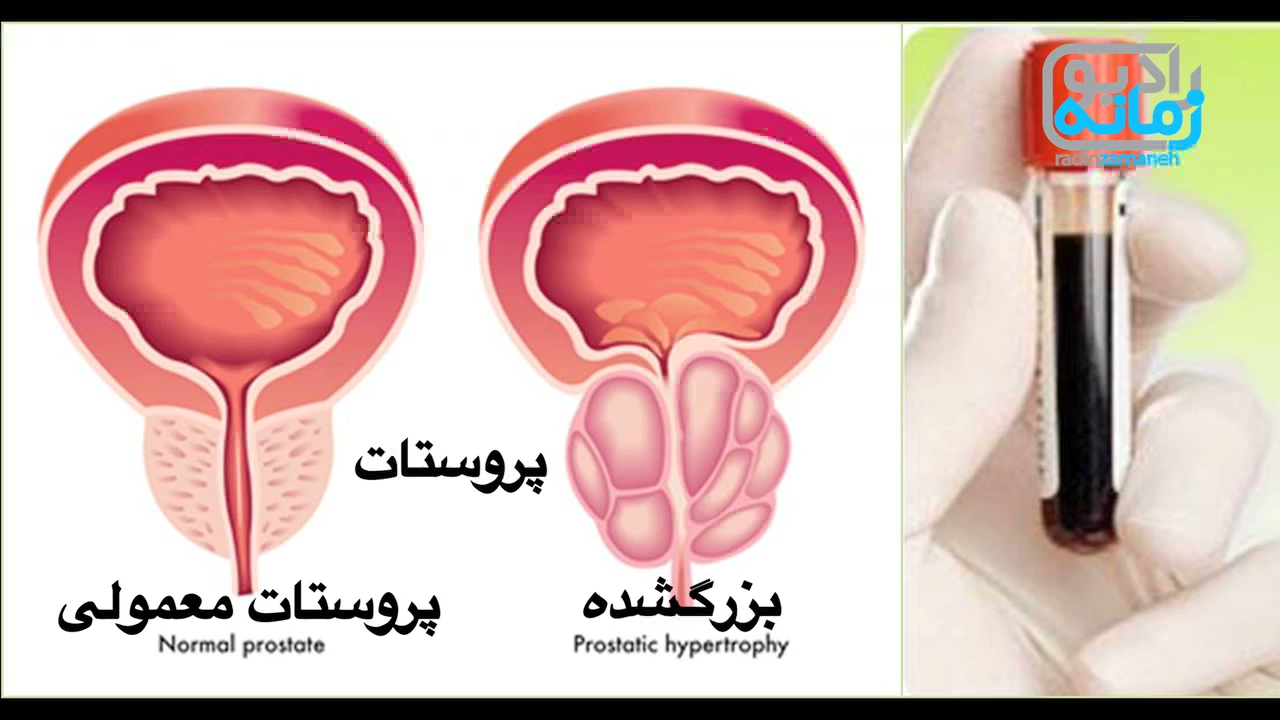 رادیو
زمانه
radiozamaneh
پروستات
پروستات معمولی
Normal prostate
بزرگشده
Prostatic hypertrophy